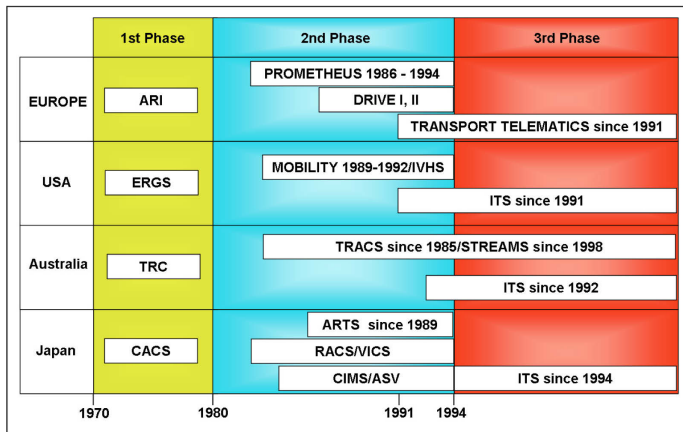 1st Phase
2nd Phase
3rd Phase
EUROPE
ARI
PROMETHEUS 1986 - 1994
DRIVE I, II
TRANSPORT TELEMATICS since 1991
USA
ERGS
MOBILITY 1989-1992/IVHS
ITS since 1991
Australia
TRC
TRACS since 1985/STREAMS since 1998
ITS since 1992
Japan
CACS
ARTS since 1989
RACS/VICS
CIMS/ASV
ITS since 1994
1970
1980
1991
1994